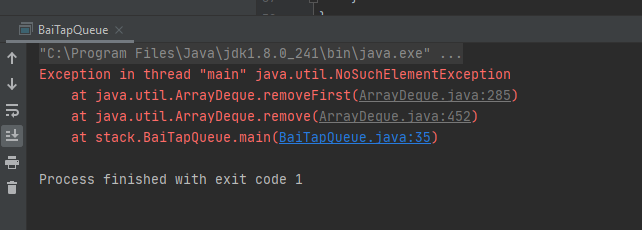 BaiTapQueue ×
"C:\Program Files\Java\jdk1.8.0_241\bin\java.exe" ...
Exception in thread "main" java.util.NoSuchElementException
at java.util.ArrayDeque.removeFirst(ArrayDeque.java:285)
at java.util.ArrayDeque.remove(ArrayDeque.java:452)
at stack.BaiTapQueue.main(BaiTapQueue.java:35)
Process finished with exit code 1